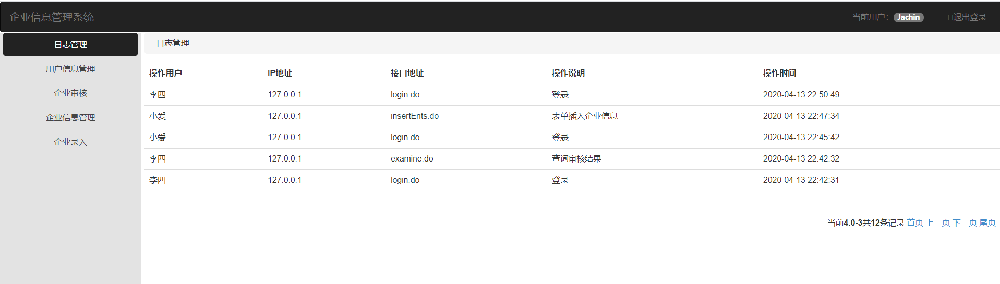 企业信息管理系统 当前用户： Jachin 退出登录
日志管理
用户信息管理
企业审核
企业信息管理
企业录入
日志管理
操作用户 IP地址 接口地址 操作说明 操作时间
李四 127.0.0.1 login.do 登录 2020-04-13 22:50:49
小爱 127.0.0.1 insertEnts.do 表单插入企业信息 2020-04-13 22:47:34
小爱 127.0.0.1 login.do 登录 2020-04-13 22:45:42
李四 127.0.0.1 examine.do 查询审核结果 2020-04-13 22:42:32
李四 127.0.0.1 login.do 登录 2020-04-13 22:42:31
当前4.0-3共12条记录 首页 上一页 下一页 尾页